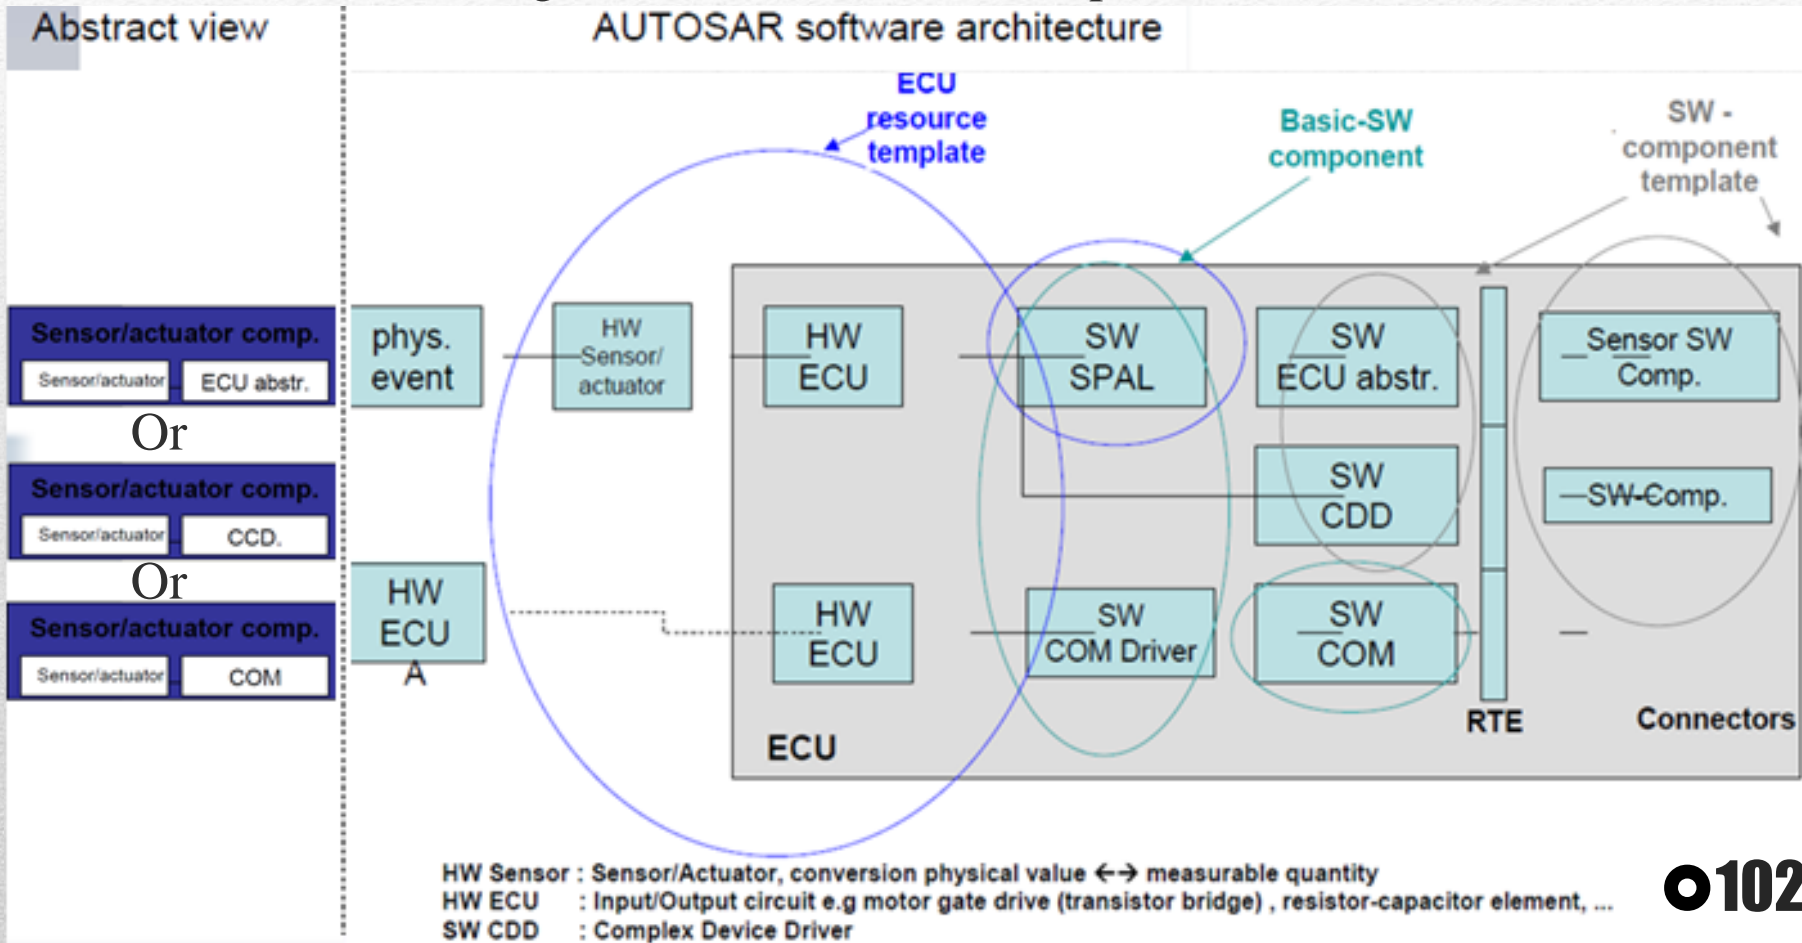 Abstract view
AUTOSAR software architecture
ECU
resource
template
Basic-SW
component
SW -
component
template
Sensor/actuator comp.
Sensor/actuator
ECU abstr.
Or
Sensor/actuator comp.
Sensor/actuator
CCD.
Or
Sensor/actuator comp.
Sensor/actuator
COM
phys.
event
HW
Sensor/
actuator
HW
ECU
SW
SPAL
SW
ECU abstr.
Sensor SW
Comp.
SW
CDD
SW-Comp.
HW
ECU
A
HW
ECU
SW
COM Driver
SW
COM
RTE
Connectors
ECU
HW Sensor : Sensor/Actuator, conversion physical value ←→ measurable quantity
HW ECU : Input/Output circuit e.g motor gate drive (transistor bridge) , resistor-capacitor element, ...
SW CDD : Complex Device Driver
102